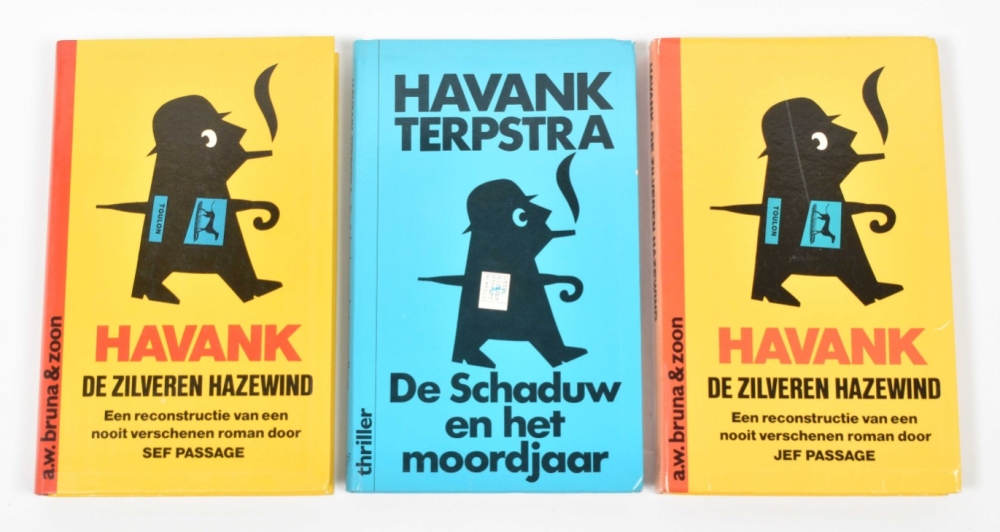 a.w. bruna & zoon
TOULON
HAVANK
DE ZILVEREN HAZEWIND
Een reconstructie van een
nooit verschenen roman door
SEF PASSAGE
HAVANK
TERPSTRA
De Schaduw
en het
moordjaar
thriller
a.w. bruna & zoon
TOULON
HAVANK
DE ZILVEREN HAZEWIND
Een reconstructie van een
nooit verschenen roman door
JEF PASSAGE